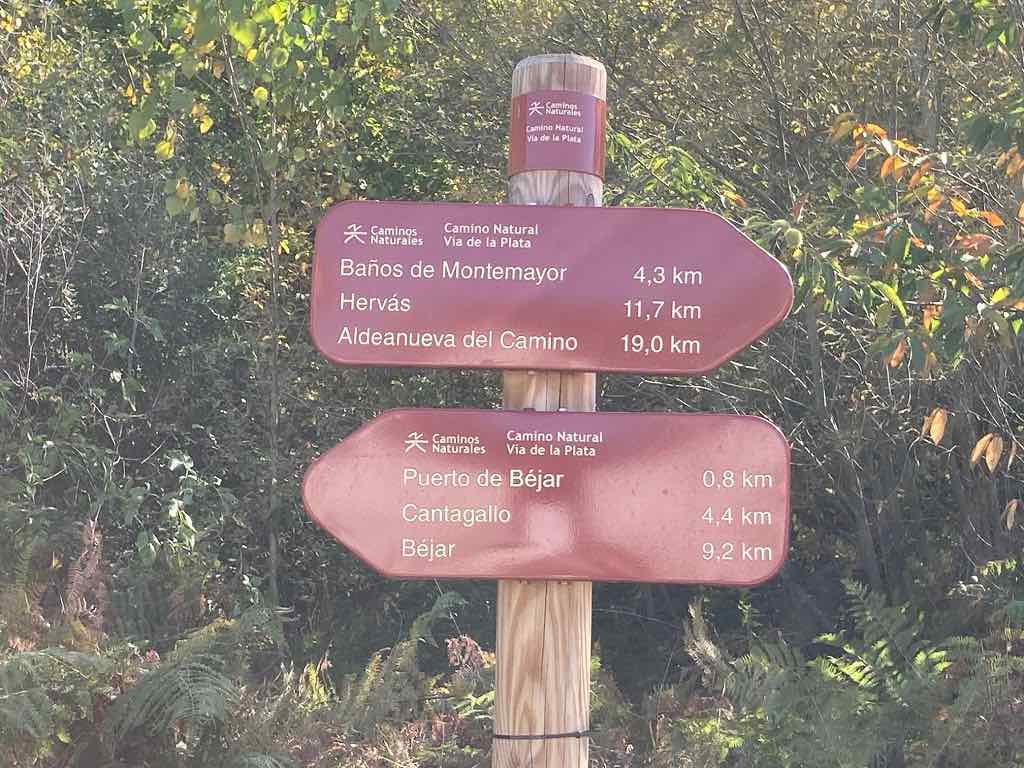 Caminos
Naturales
Camino Natural
Vía de la Plata
Caminos
Naturales
Camino Natural
Vía de la Plata
Baños de Montemayor 4,3 km
Hervás 11,7 km
Aldeanueva del Camino 19,0 km
Caminos
Naturales
Camino Natural
Vía de la Plata
Puerto de Béjar 0,8 km
Cantagallo 4,4 km
Béjar 9,2 km